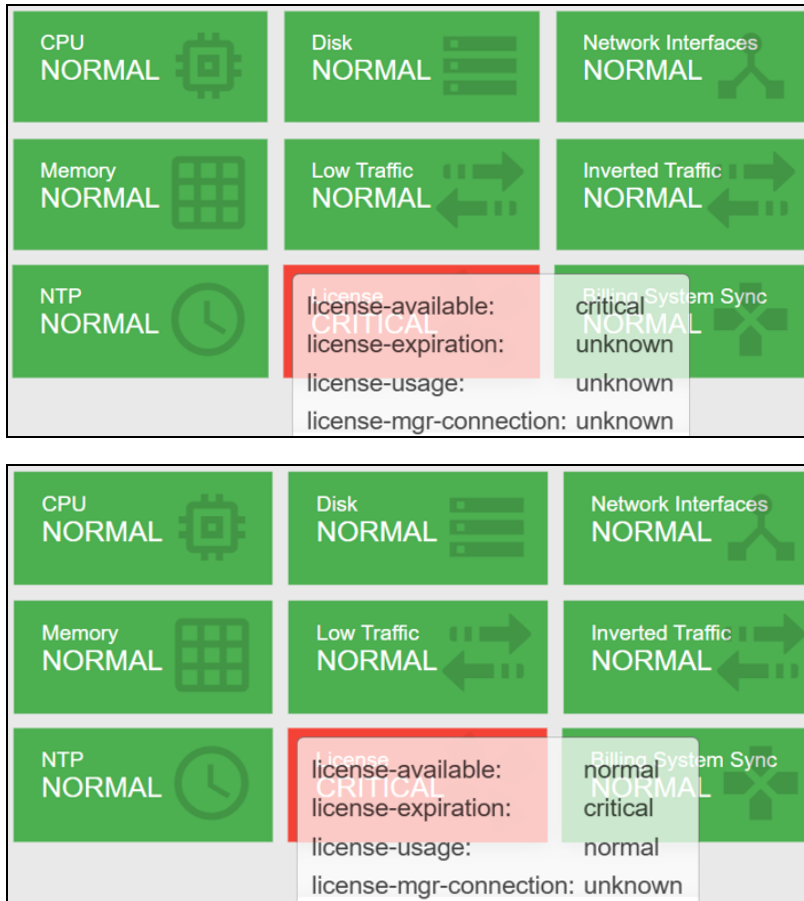 CPU
NORMAL
Disk
NORMAL
Network Interfaces
NORMAL
Memory
NORMAL
Low Traffic
NORMAL
Inverted Traffic
NORMAL
NTP
NORMAL
License
CRITICAL
Billing System Sync
NORMAL
license-available: critical
license-expiration: unknown
license-usage: unknown
license-mgr-connection: unknown
CPU
NORMAL
Disk
NORMAL
Network Interfaces
NORMAL
Memory
NORMAL
Low Traffic
NORMAL
Inverted Traffic
NORMAL
NTP
NORMAL
License
CRITICAL
Billing System Sync
NORMAL
license-available: normal
license-expiration: critical
license-usage: normal
license-mgr-connection: unknown